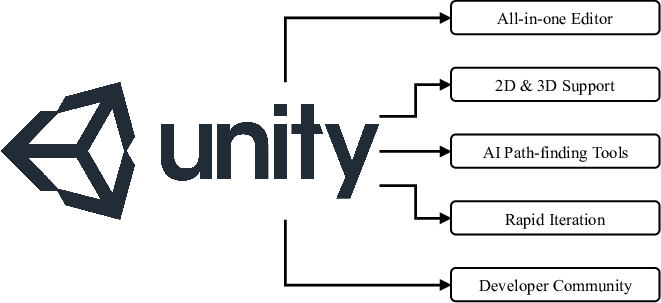 unity
All-in-one Editor
2D & 3D Support
AI Path-finding Tools
Rapid Iteration
Developer Community